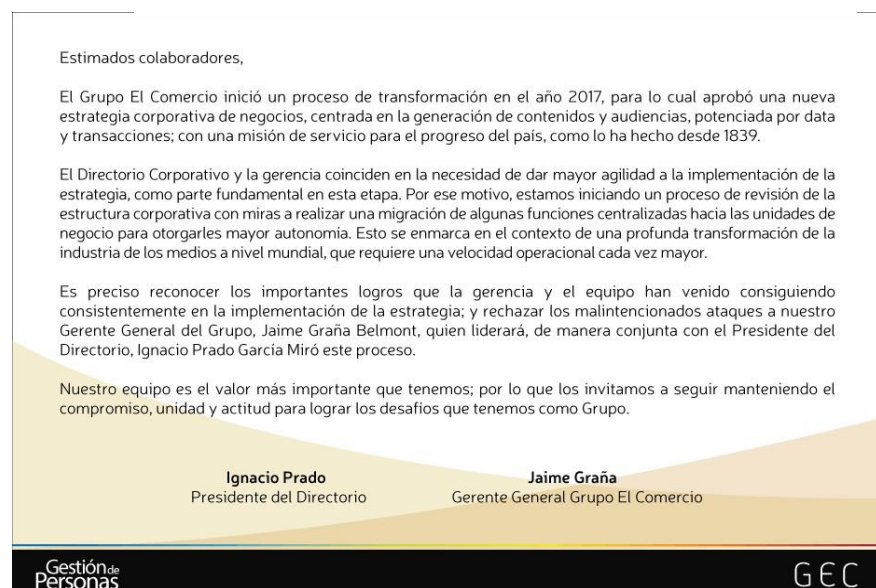 Estimados colaboradores,
El Grupo El Comercio inició un proceso de transformación en el año 2017, para lo cual aprobó una nueva
estrategia corporativa de negocios, centrada en la generación de contenidos y audiencias, potenciada por data
y transacciones; con una misión de servicio para el progreso del país, como lo ha hecho desde 1839.
El Directorio Corporativo y la gerencia coinciden en la necesidad de dar mayor agilidad a la implementación de la
estrategia, como parte fundamental en esta etapa. Por ese motivo, estamos iniciando un proceso de revisión de la
estructura corporativa con miras a realizar una migración de algunas funciones centralizadas hacia las unidades de
negocio para otorgarles mayor autonomía. Esto se enmarca en el contexto de una profunda transformación de la
industria de los medios a nivel mundial, que requiere una velocidad operacional cada vez mayor.
Es preciso reconocer los importantes logros que la gerencia y el equipo han venido consiguiendo
consistentemente en la implementación de la estrategia; y rechazar los malintencionados ataques a nuestro
Gerente General del Grupo, Jaime Graña Belmont, quien liderará, de manera conjunta con el Presidente del
Directorio, Ignacio Prado García Miró este proceso.
Nuestro equipo es el valor más importante que tenemos; por lo que los invitamos a seguir manteniendo el
compromiso, unidad y actitud para lograr los desafíos que tenemos como Grupo.
Ignacio Prado
Presidente del Directorio
Jaime Graña
Gerente General Grupo El Comercio
Gestión de
Personas
GEC